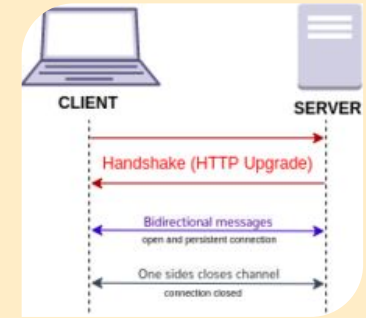 CLIENT
SERVER
Handshake (HTTP Upgrade)
Bidirectional messages
open and persistent connection
One sides closes channel
connection closed